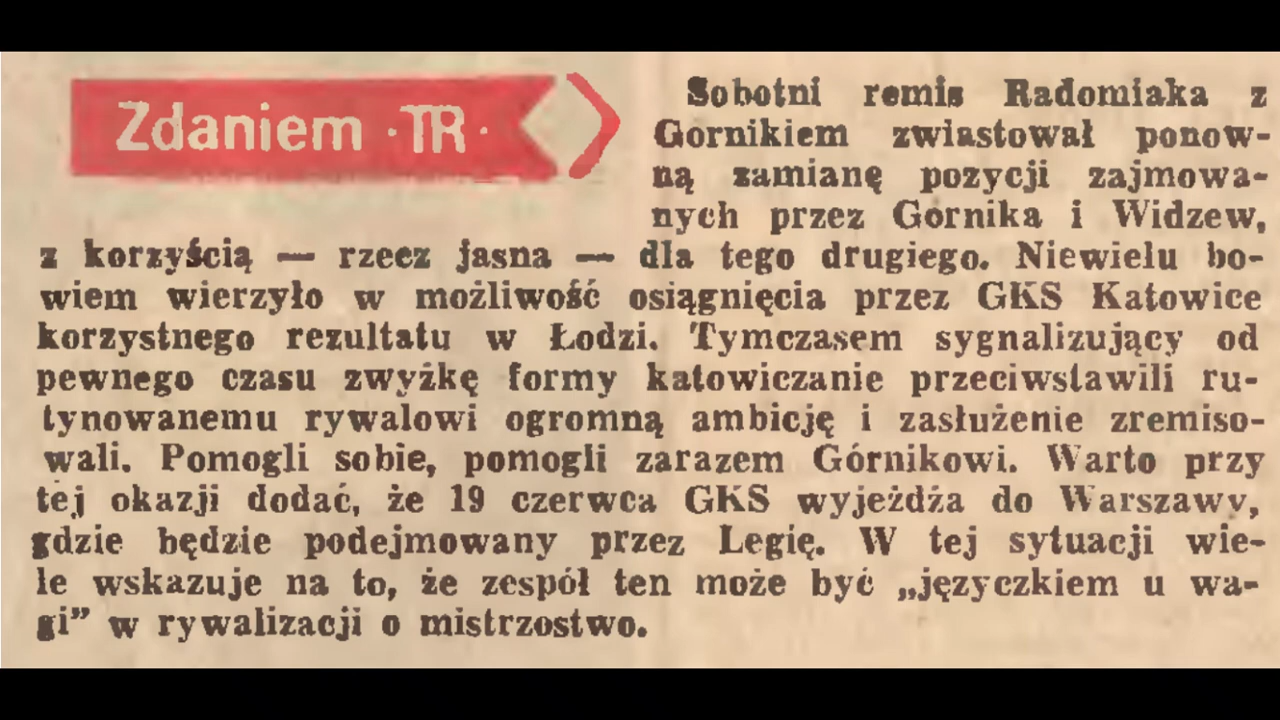 Zdaniem ·TR·
Sobotni remis Radomiaka z
Górnikiem zwiastował ponow-
ną zamianę pozycji zajmowa-
nych przez Górnika i Widzew,
z korzyścią — rzecz jasna — dla tego drugiego. Niewielu bo-
wiem wierzyło w możliwość osiągnięcia przez GKS Katowice
korzystnego rezultatu w Łodzi. Tymczasem sygnalizujący od
pewnego czasu zwyżkę formy katowiczanie przeciwstawili ru-
tynowanemu rywalowi ogromną ambicję i zasłużenie zremiso-
wali. Pomogli sobie, pomogli zarazem Górnikowi. Warto przy
tej okazji dodać, że 19 czerwca GKS wyjeżdża do Warszawy,
gdzie będzie podejmowany przez Legię. W tej sytuacji wie-
le wskazuje na to, że zespół ten może być „języczkiem u wa-
gi” w rywalizacji o mistrzostwo.